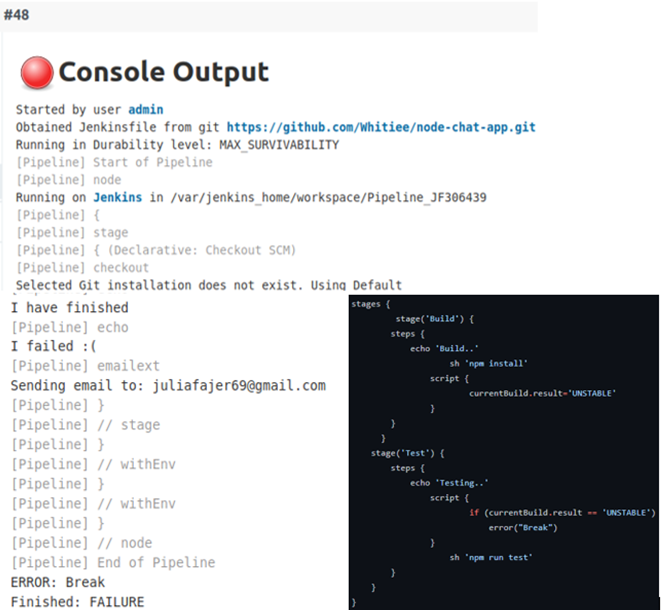 #48
Console Output
Started by user admin
Obtained Jenkinsfile from git https://github.com/Whitiee/node-chat-app.git
Running in Durability level: MAX_SURVIVABILITY
[Pipeline] Start of Pipeline
[Pipeline] node
Running on Jenkins in /var/jenkins_home/workspace/Pipeline_JF306439
[Pipeline] {
[Pipeline] stage
[Pipeline] { (Declarative: Checkout SCM)
[Pipeline] checkout
Selected Git installation does not exist. Using Default
I have finished
[Pipeline] echo
I failed :(
[Pipeline] emailext
Sending email to: juliafajer69@gmail.com
[Pipeline] }
[Pipeline] // stage
[Pipeline] }
[Pipeline] // withEnv
[Pipeline] }
[Pipeline] // withEnv
[Pipeline] }
[Pipeline] // node
[Pipeline] End of Pipeline
ERROR: Break
Finished: FAILURE
stages {
stage('Build') {
steps {
echo 'Build..'
sh 'npm install'
script {
currentBuild.result='UNSTABLE'
}
}
}
stage('Test') {
steps {
echo 'Testing..'
script {
if (currentBuild.result == 'UNSTABLE')
error("Break")
}
sh 'npm run test'
}
}
}